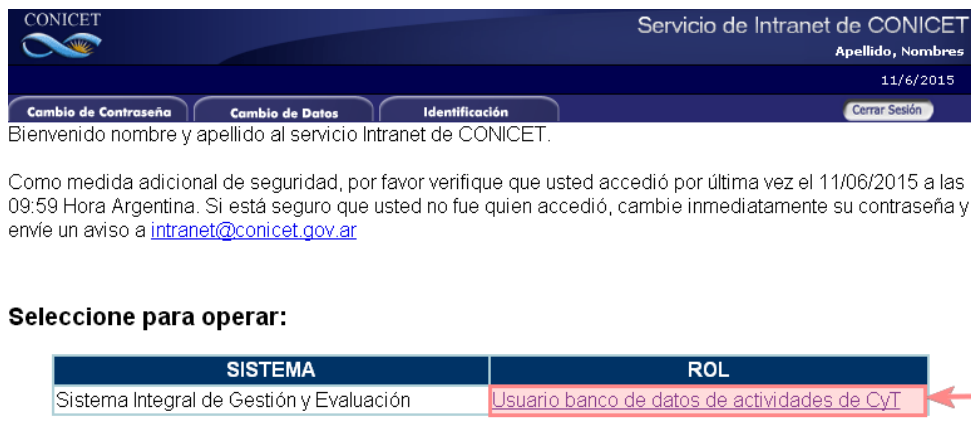 CONICET
Servicio de Intranet de CONICET
Apellido, Nombres
11/6/2015
Cambio de Contraseña Cambio de Datos Identificación Cerrar Sesión
Bienvenido nombre y apellido al servicio Intranet de CONICET.
Como medida adicional de seguridad, por favor verifique que usted accedió por última vez el 11/06/2015 a las
09:59 Hora Argentina. Si está seguro que usted no fue quien accedió, cambie inmediatamente su contraseña y
envíe un aviso a intranet@conicet.gov.ar
Seleccione para operar:
SISTEMA ROL
Sistema Integral de Gestión y Evaluación Usuario banco de datos de actividades de CyT